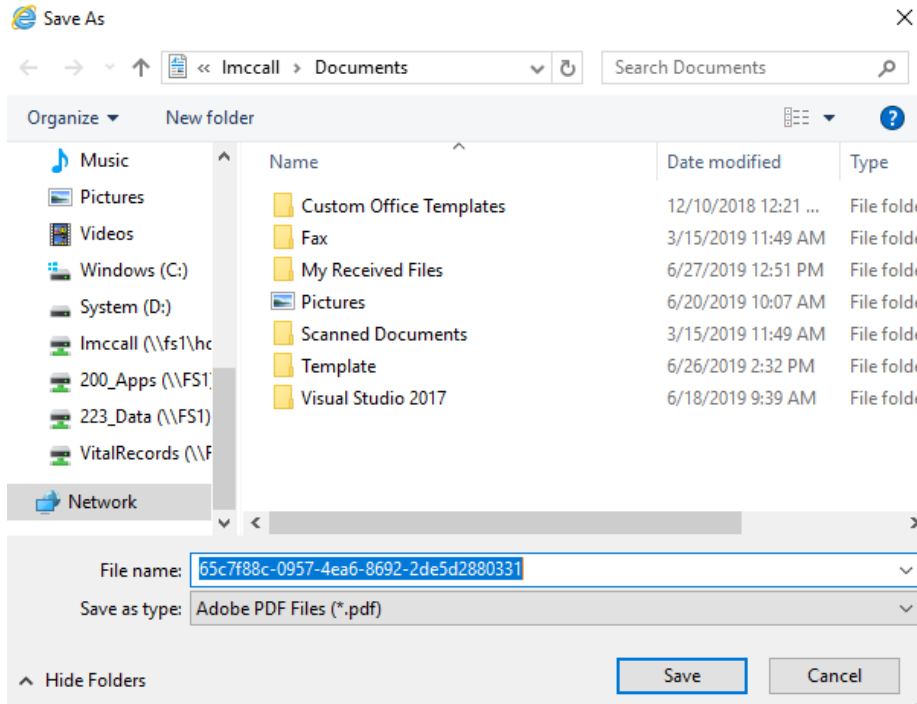 Save As
« lmccall > Documents
Search Documents
Organize
New folder
Name
Date modified
Type
Music
Pictures
Videos
Windows (C:)
System (D:)
lmccall (\\fs1\hc
200_Apps (\\FS1)
223_Data (\\FS1)
VitalRecords (\\F
Network
Custom Office Templates 12/10/2018 12:21 ... File folde
Fax 3/15/2019 11:49 AM File folde
My Received Files 6/27/2019 12:51 PM File folde
Pictures 6/20/2019 10:07 AM File folde
Scanned Documents 3/15/2019 11:49 AM File folde
Template 6/26/2019 2:32 PM File folde
Visual Studio 2017 6/18/2019 9:39 AM File folde
File name: 65c7f88c-0957-4ea6-8692-2de5d2880331
Save as type: Adobe PDF Files (*.pdf)
Hide Folders
Save
Cancel